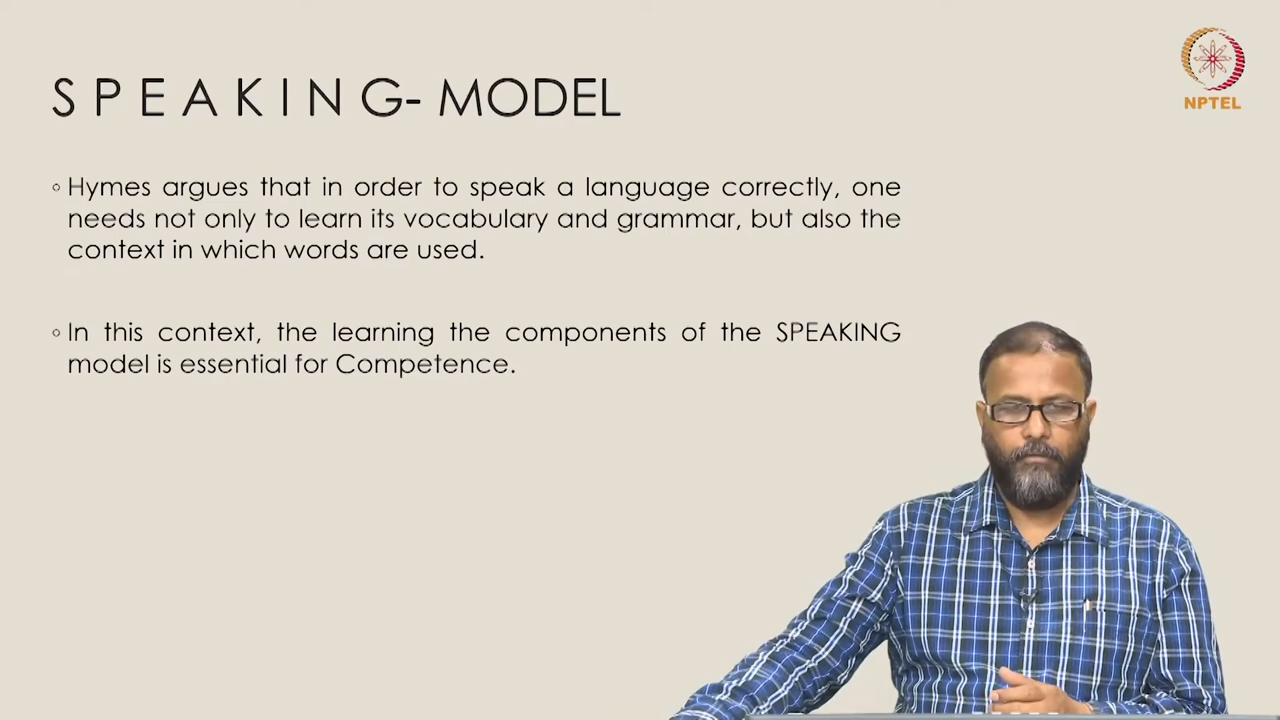 S P E A K I N G- MODEL
NPTEL
◦ Hymes argues that in order to speak a language correctly, one
needs not only to learn its vocabulary and grammar, but also the
context in which words are used.
◦ In this context, the learning the components of the SPEAKING
model is essential for Competence.